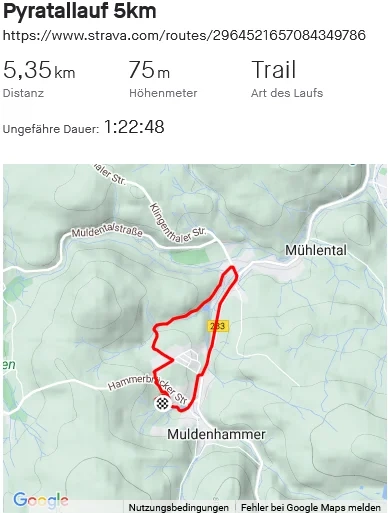 Pyratallauf 5km
https://www.strava.com/routes/2964521657084349786
5,35 km 75 m Trail
Distanz Höhenmeter Art des Laufs
Ungefähre Dauer: 1:22:48
aler Str.
Klingenthaler Str.
Muldentalstraße
Mühlental
283
en
Hammerbrücker Str.
Muldenhammer
Google
Nutzungsbedingungen Fehler bei Google Maps melden